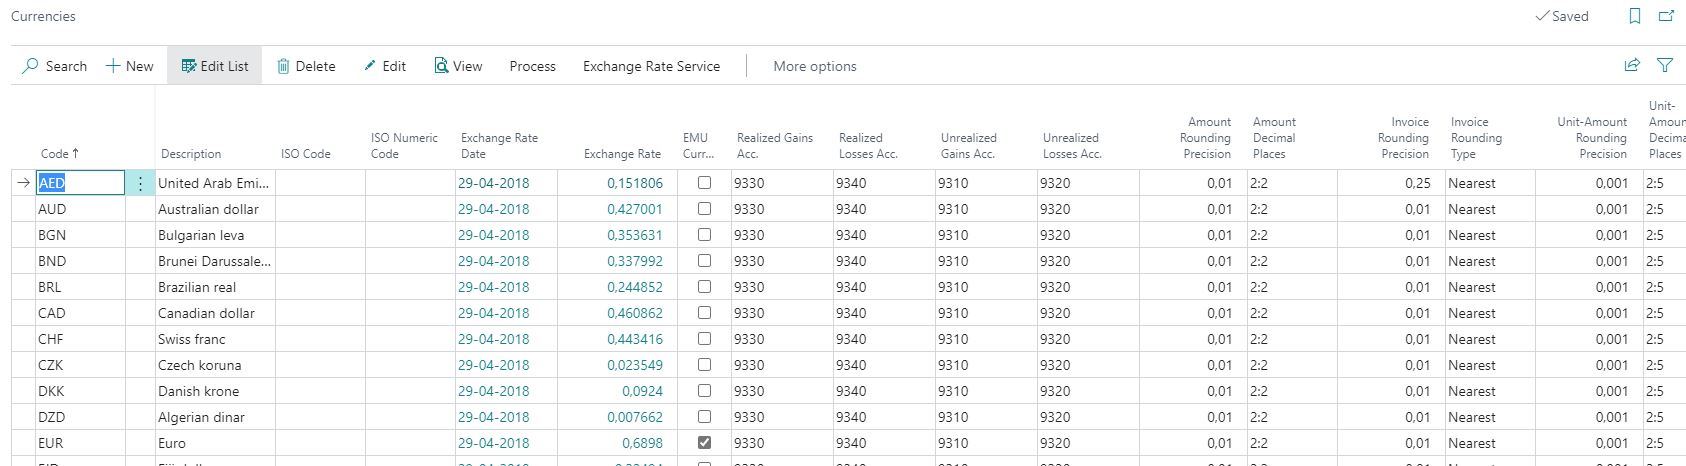 Currencies
Saved
Search New Edit List Delete Edit View Process Exchange Rate Service More options
Code ↑ Description ISO Code ISO Numeric Code Exchange Rate Date Exchange Rate EMU Curr... Realized Gains Acc. Realized Losses Acc. Unrealized Gains Acc. Unrealized Losses Acc. Amount Rounding Precision Amount Decimal Places Invoice Rounding Precision Invoice Rounding Type Unit-Amount Rounding Precision Unit- Places
AED United Arab Emi... 29-04-2018 0,151806 9330 9340 9310 9320 0,01 2:2 0,25 Nearest 0,001 2:5
AUD Australian dollar 29-04-2018 0,427001 9330 9340 9310 9320 0,01 2:2 0,01 Nearest 0,001 2:5
BGN Bulgarian leva 29-04-2018 0,353631 9330 9340 9310 9320 0,01 2:2 0,01 Nearest 0,001 2:5
BND Brunei Darussale... 29-04-2018 0,337992 9330 9340 9310 9320 0,01 2:2 0,01 Nearest 0,001 2:5
BRL Brazilian real 29-04-2018 0,244852 9330 9340 9310 9320 0,01 2:2 0,01 Nearest 0,001 2:5
CAD Canadian dollar 29-04-2018 0,460862 9330 9340 9310 9320 0,01 2:2 0,01 Nearest 0,001 2:5
CHF Swiss franc 29-04-2018 0,443416 9330 9340 9310 9320 0,01 2:2 0,01 Nearest 0,001 2:5
CZK Czech koruna 29-04-2018 0,023549 9330 9340 9310 9320 0,01 2:2 0,01 Nearest 0,001 2:5
DKK Danish krone 29-04-2018 0,0924 9330 9340 9310 9320 0,01 2:2 0,01 Nearest 0,001 2:5
DZD Algerian dinar 29-04-2018 0,007662 9330 9340 9310 9320 0,01 2:2 0,01 Nearest 0,001 2:5
EUR Euro 29-04-2018 0,6898 9330 9340 9310 9320 0,01 2:2 0,01 Nearest 0,001 2:5